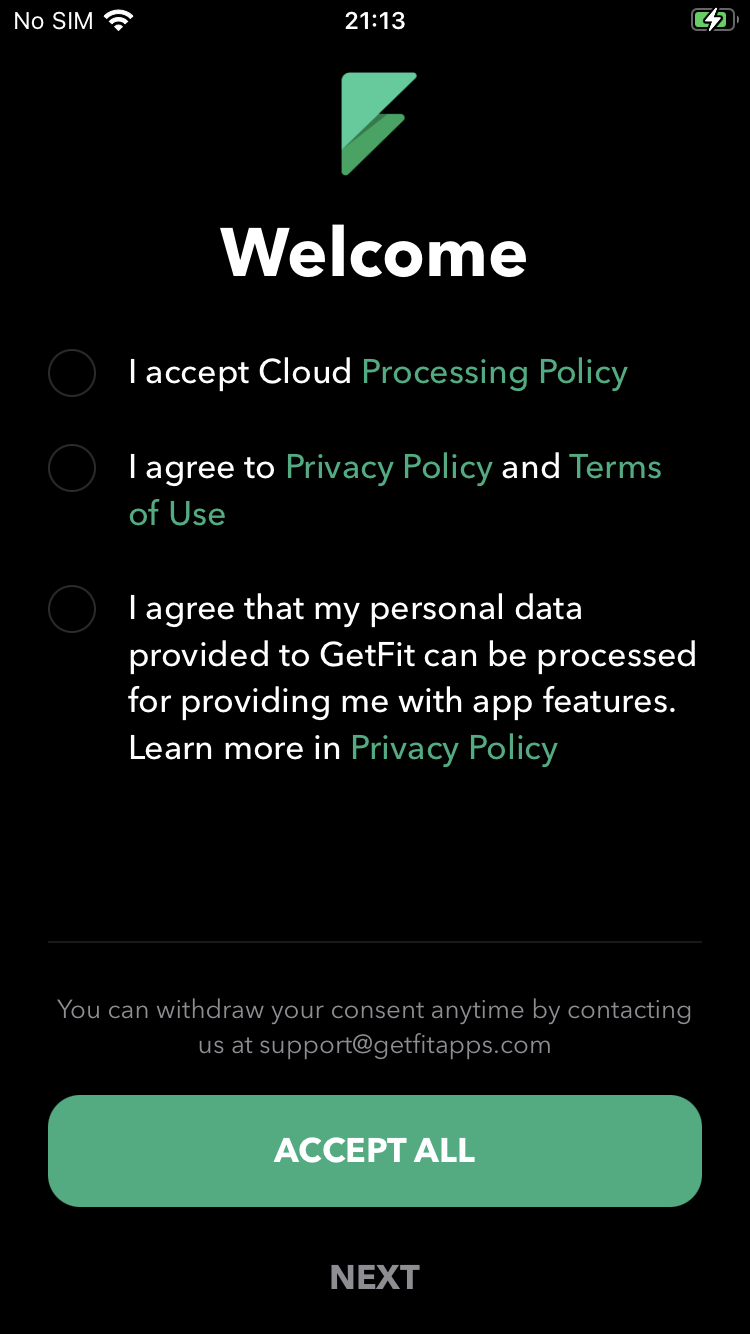 No SIM 21:13
Welcome
I accept Cloud Processing Policy
I agree to Privacy Policy and Terms
of Use
I agree that my personal data
provided to GetFit can be processed
for providing me with app features.
Learn more in Privacy Policy
You can withdraw your consent anytime by contacting
us at support@getfitapps.com
ACCEPT ALL
NEXT